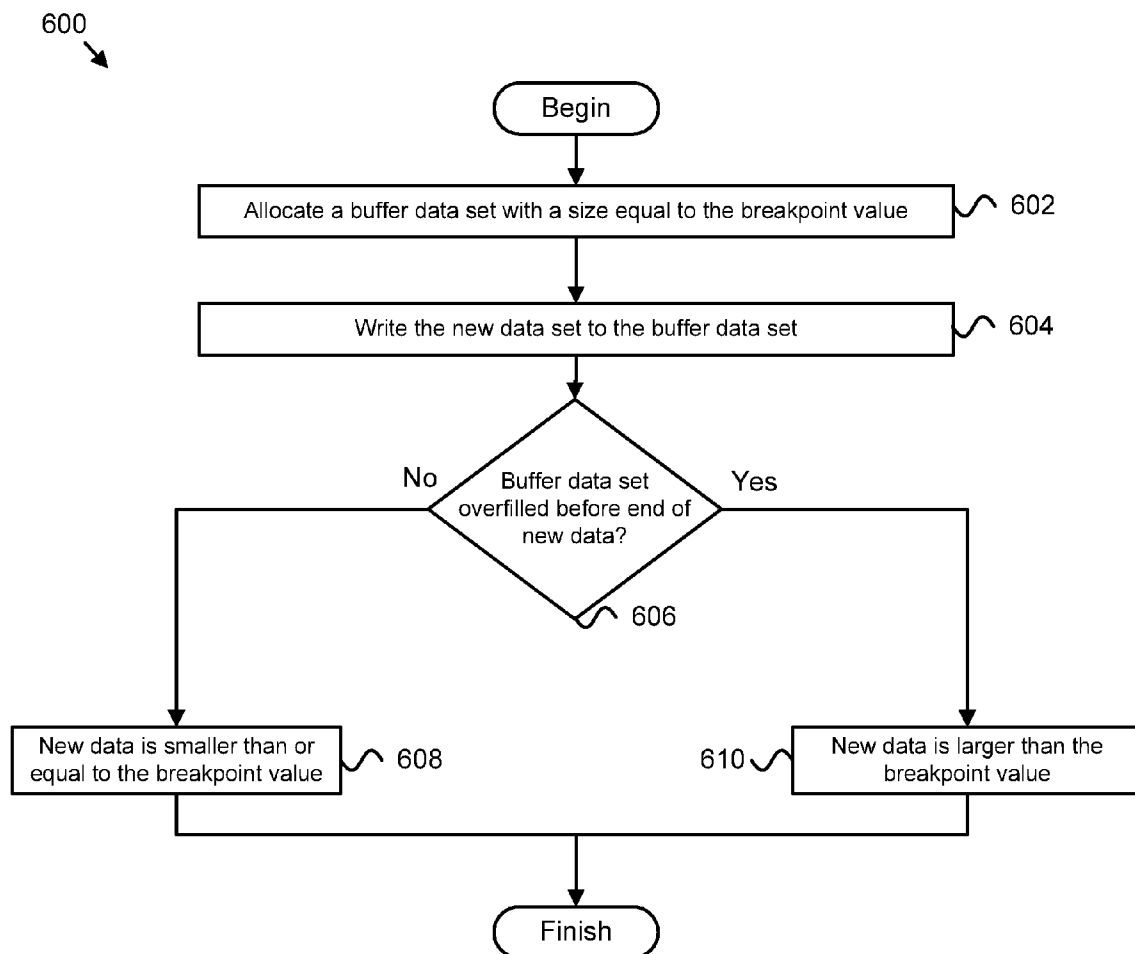 600
Begin
Allocate a buffer data set with a size equal to the breakpoint value
602
Write the new data set to the buffer data set
604
No
Yes
Buffer data set
overfilled before end of
new data?
606
New data is smaller than or
equal to the breakpoint value
608
610
New data is larger than the
breakpoint value
Finish